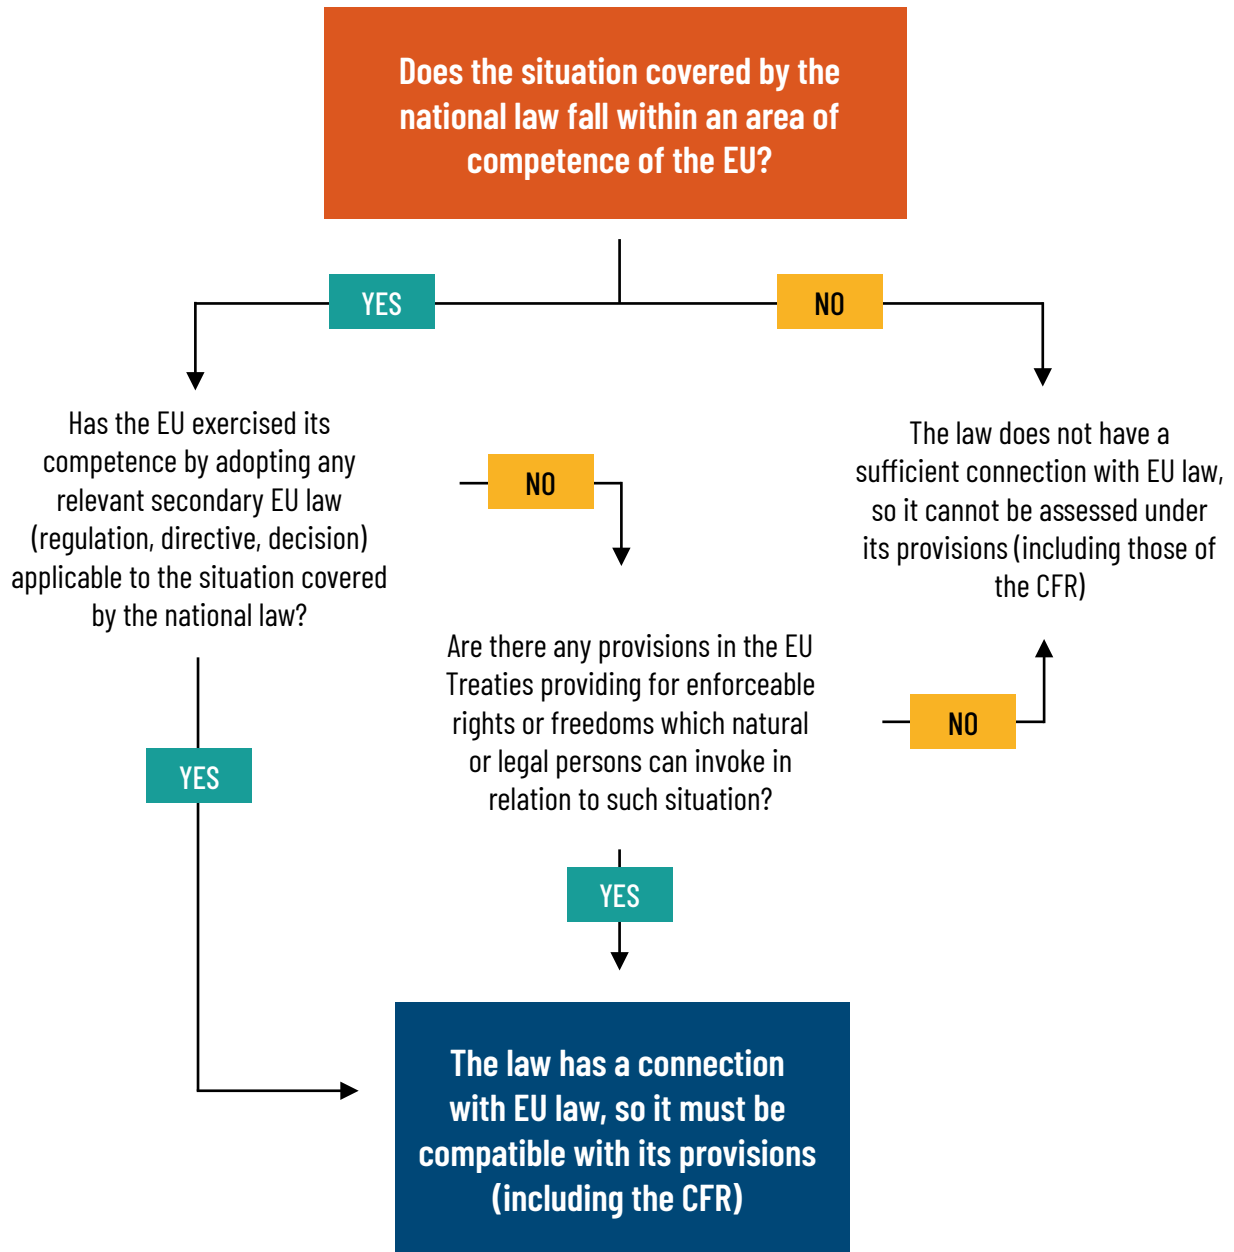 Does the situation covered by the
national law fall within an area of
competence of the EU?
YES
NO
Has the EU exercised its
competence by adopting any
relevant secondary EU law
(regulation, directive, decision)
applicable to the situation covered
by the national law?
NO
The law does not have a
sufficient connection with EU law,
so it cannot be assessed under
its provisions (including those of
the CFR)
Are there any provisions in the EU
Treaties providing for enforceable
rights or freedoms which natural
or legal persons can invoke in
relation to such situation?
NO
YES
YES
The law has a connection
with EU law, so it must be
compatible with its provisions
(including the CFR)